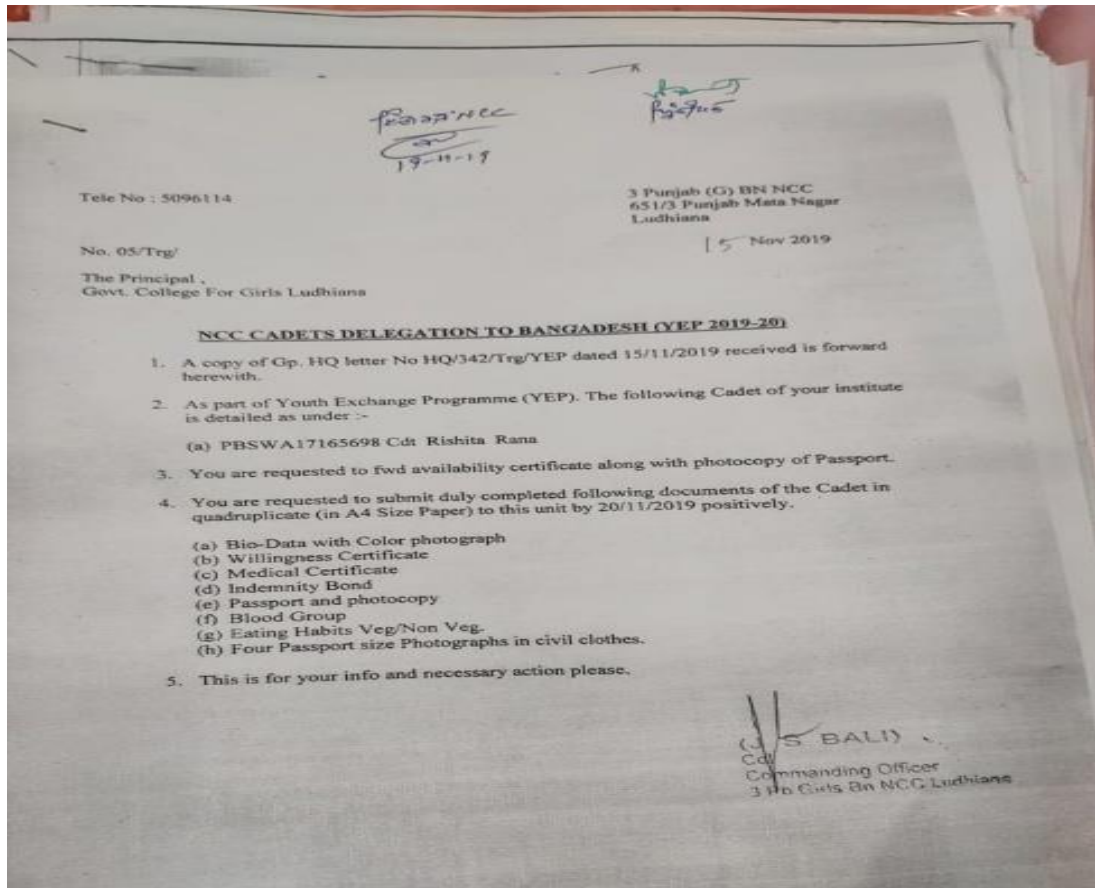 ਇੰਚਾਰਜ NCC
19-11-19
Tele No : 5096114
3 Punjab (G) BN NCC
651/3 Punjab Mata Nagar
Ludhiana
15 Nov 2019
No. 05/Trg/
The Principal ,
Govt. College For Girls Ludhiana
NCC CADETS DELEGATION TO BANGADESH (YEP 2019-20)
1. A copy of Gp. HQ letter No HQ/342/Trg/YEP dated 15/11/2019 received is forward
herewith.
2. As part of Youth Exchange Programme (YEP). The following Cadet of your institute
is detailed as under :-
(a) PBSWA17165698 Cdt Rishita Rana
3. You are requested to fwd availability certificate along with photocopy of Passport.
4. You are requested to submit duly completed following documents of the Cadet in
quadruplicate (in A4 Size Paper) to this unit by 20/11/2019 positively.
(a) Bio-Data with Color photograph
(b) Willingness Certificate
(c) Medical Certificate
(d) Indemnity Bond
(e) Passport and photocopy
(f) Blood Group
(g) Eating Habits Veg/Non Veg.
(h) Four Passport size Photographs in civil clothes.
5. This is for your info and necessary action please.
S BALI)
Commanding Officer
3 Pb Girls Bn NCC Ludhiana